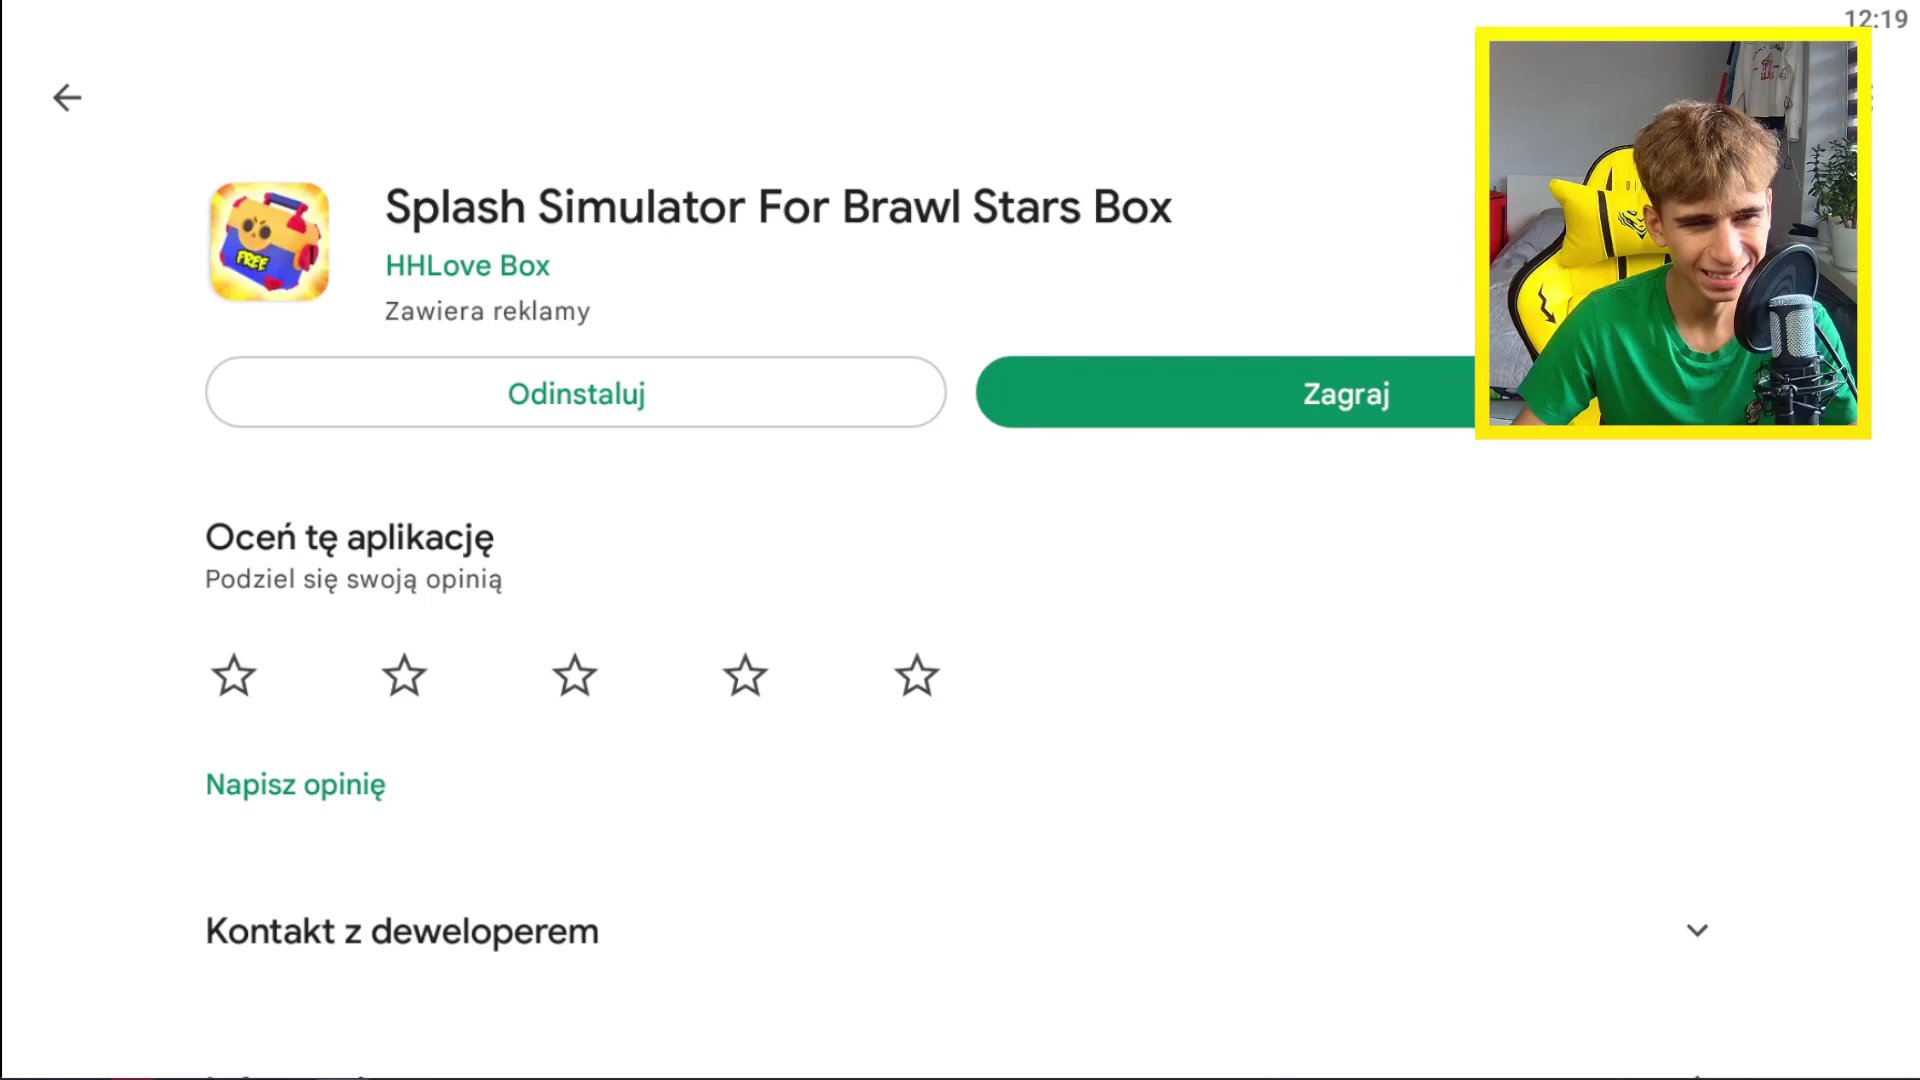 12:19
Splash Simulator For Brawl Stars Box
HHLove Box
Zawiera reklamy
FREE
Odinstaluj
Zagraj
Oceń tę aplikację
Podziel się swoją opinią
Napisz opinię
Kontakt z deweloperem